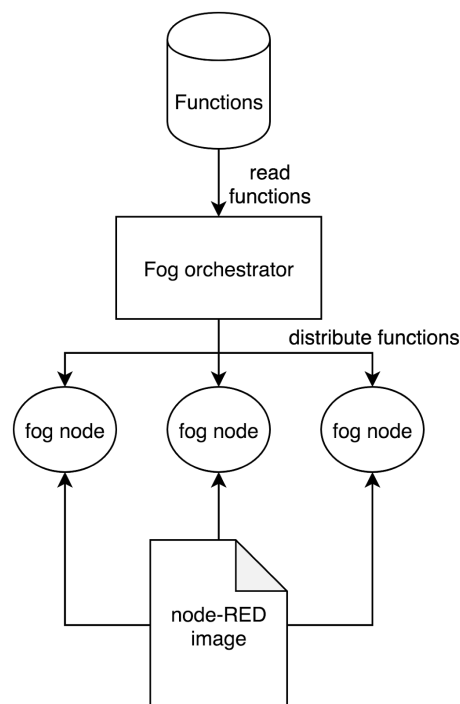 Functions
read
functions
Fog orchestrator
distribute functions
fog node
fog node
fog node
node-RED
image